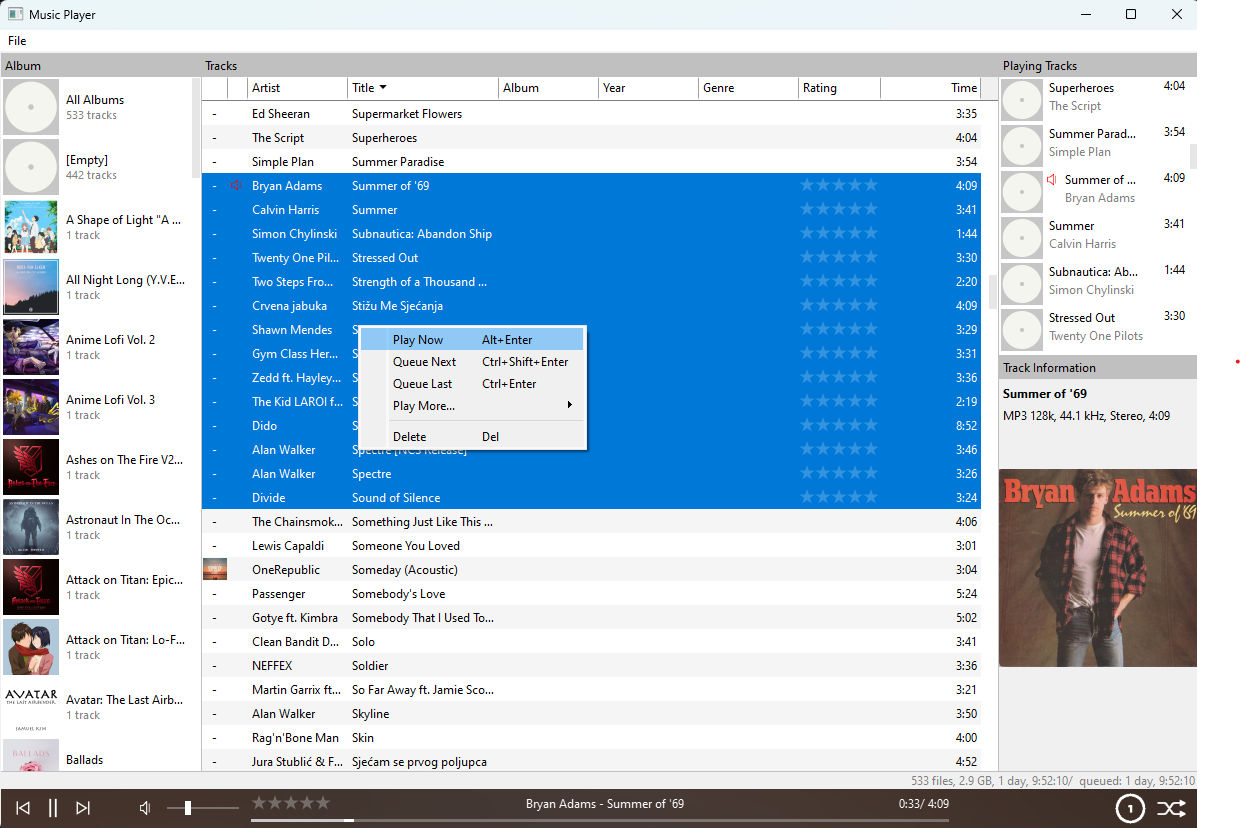 Music Player
File
Album
All Albums
533 tracks
[Empty]
442 tracks
A Shape of Light "A ...
1 track
All Night Long (Y.V.E...
1 track
Anime Lofi Vol. 2
1 track
Anime Lofi Vol. 3
1 track
Ashes on The Fire V2...
1 track
Astronaut In The Oc...
1 track
Attack on Titan: Epic...
1 track
Attack on Titan: Lo-F...
1 track
AVATAR
THE LAST AIRBENDER
SAMUEL KIM
Avatar: The Last Airb...
1 track
BALLADS
Ballads
Tracks
Artist Title Album Year Genre Rating Time
- Ed Sheeran Supermarket Flowers 3:35
- The Script Superheroes 4:04
- Simple Plan Summer Paradise 3:54
- Bryan Adams Summer of '69 4:09
- Calvin Harris Summer 3:41
- Simon Chylinski Subnautica: Abandon Ship 1:44
- Twenty One Pil... Stressed Out 3:30
- Two Steps Fro... Strength of a Thousand ... 2:20
- Crvena jabuka Stižu Me Sjećanja 4:09
- Shawn Mendes S 3:29
- Gym Class Her... S 3:31
- Zedd ft. Hayley... S 3:36
- The Kid LAROI f... S 2:19
- Dido S 8:52
- Alan Walker Spectre [NCS Release] 3:46
- Alan Walker Spectre 3:26
- Divide Sound of Silence 3:24
- The Chainsmok... Something Just Like This ... 4:06
- Lewis Capaldi Someone You Loved 3:01
OneRepublic Someday (Acoustic) 3:04
- Passenger Somebody's Love 5:24
- Gotye ft. Kimbra Somebody That I Used To... 5:02
- Clean Bandit D... Solo 3:41
- NEFFEX Soldier 3:36
- Martin Garrix ft... So Far Away ft. Jamie Sco... 3:21
- Alan Walker Skyline 3:50
- Rag'n'Bone Man Skin 4:00
- Jura Stublić & F... Sjećam se prvog poljupca 4:52
Play Now Alt+Enter
Queue Next Ctrl+Shift+Enter
Queue Last Ctrl+Enter
Play More...
Delete Del
Playing Tracks
Superheroes 4:04
The Script
Summer Parad... 3:54
Simple Plan
Summer of ... 4:09
Bryan Adams
Summer 3:41
Calvin Harris
Subnautica: Ab... 1:44
Simon Chylinski
Stressed Out 3:30
Twenty One Pilots
Track Information
Summer of '69
MP3 128k, 44.1 kHz, Stereo, 4:09
Bryan Adams
Summer of '69
533 files, 2.9 GB, 1 day, 9:52:10/ queued: 1 day, 9:52:10
Bryan Adams - Summer of '69
0:33/ 4:09
1